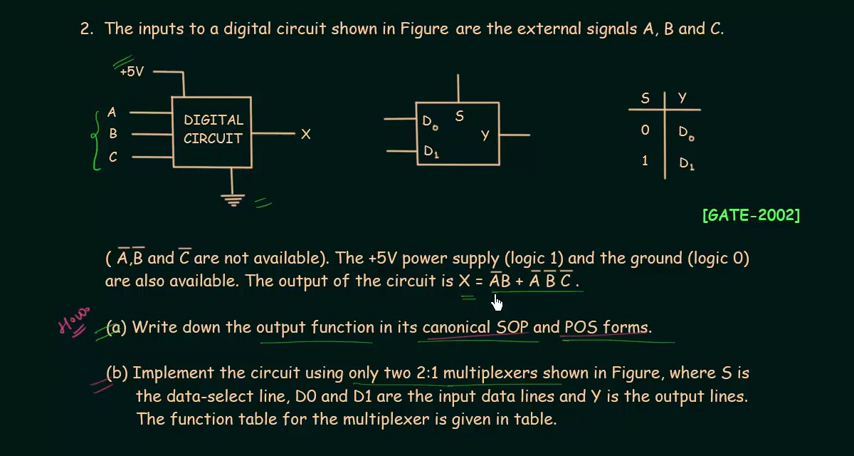 2. The inputs to a digital circuit shown in Figure are the external signals A, B and C.
+5V
A
B
C
DIGITAL
CIRCUIT
X
D₀
S
Y
D₁
S Y
0 D₀
1 D₁
[GATE-2002]
( A̅,B̅ and C̅ are not available). The +5V power supply (logic 1) and the ground (logic 0)
are also available. The output of the circuit is X = A̅B + A̅ B̅ C̅.
(a) Write down the output function in its canonical SOP and POS forms.
(b) Implement the circuit using only two 2:1 multiplexers shown in Figure, where S is
the data-select line, D0 and D1 are the input data lines and Y is the output lines.
The function table for the multiplexer is given in table.